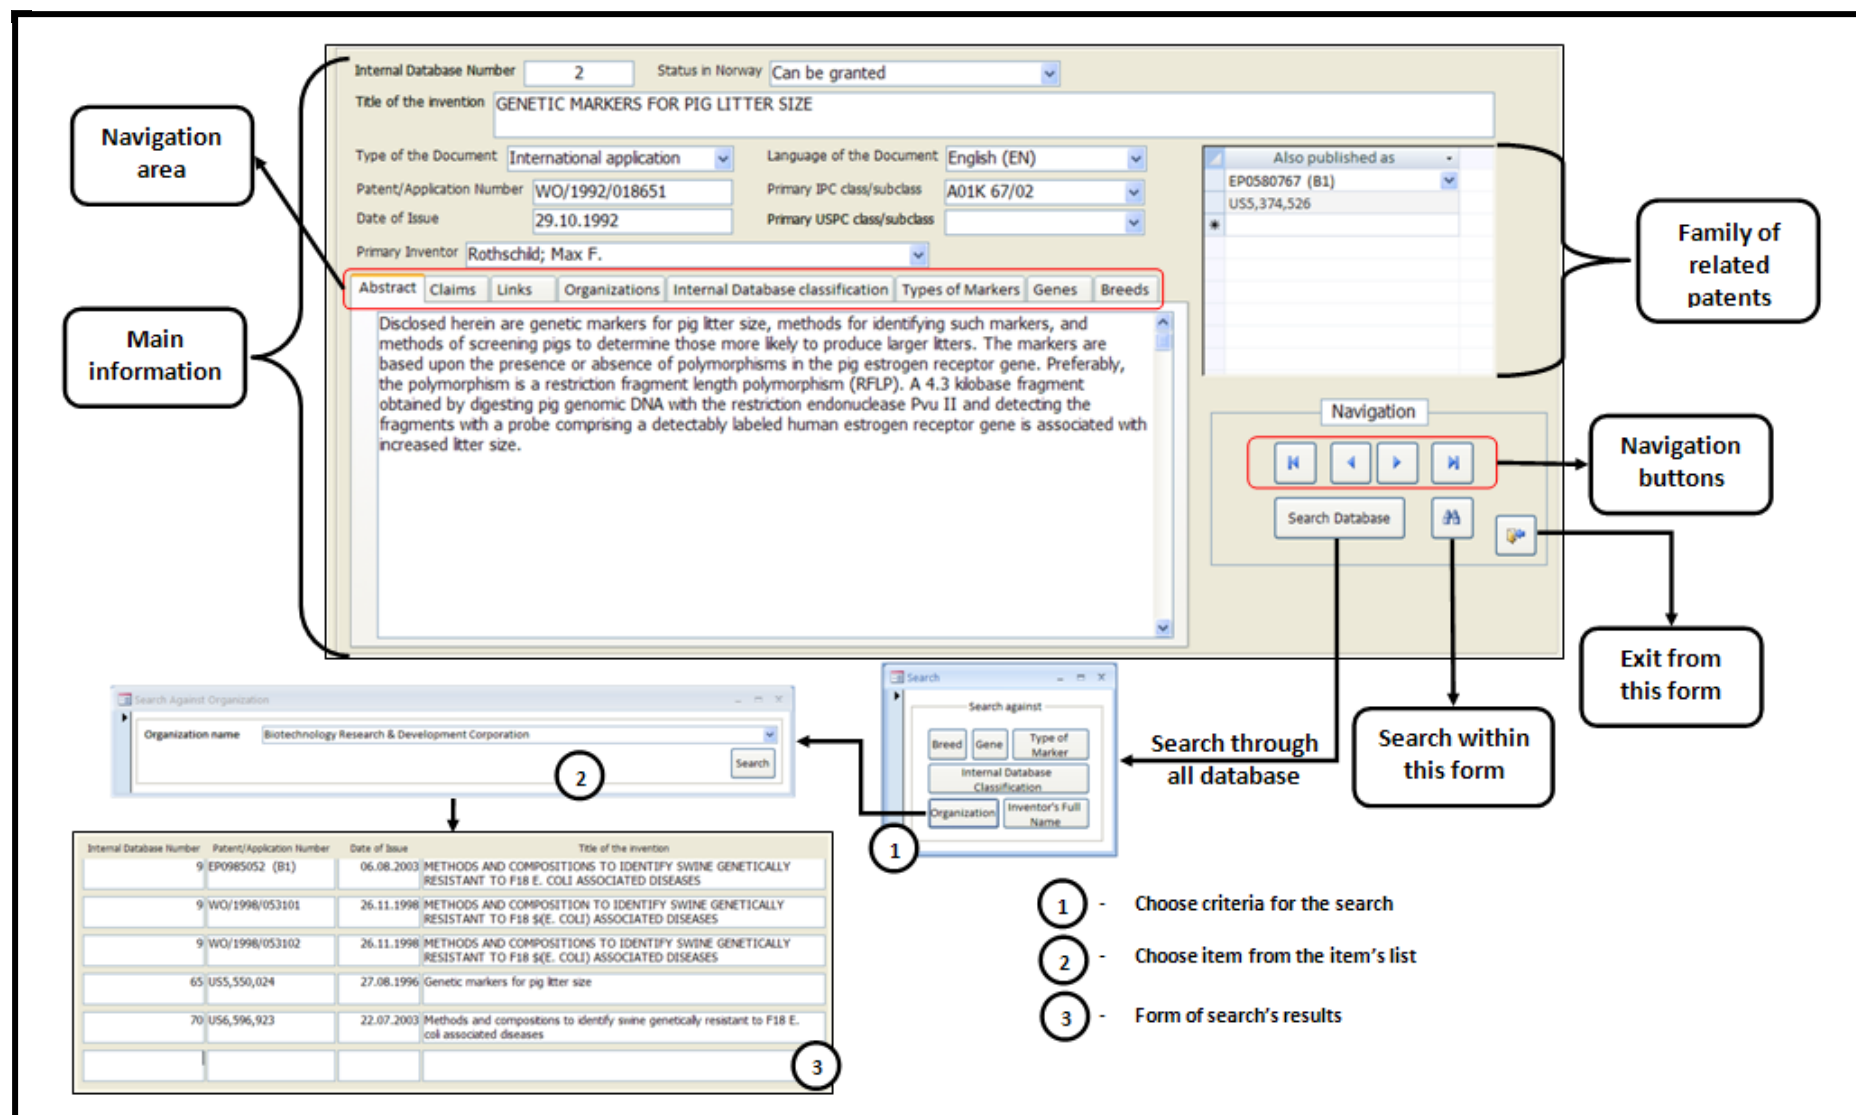 Internal Database Number 2 Status in Norway Can be granted
Title of the invention GENETIC MARKERS FOR PIG LITTER SIZE
Type of the Document International application Language of the Document English (EN)
Patent/Application Number WO/1992/018651 Primary IPC class/subclass A01K 67/02
Date of Issue 29.10.1992 Primary USPC class/subclass
Primary Inventor Rothschild; Max F.
Also published as
EP0580767 (B1)
US5,374,526
Abstract Claims Links Organizations Internal Database classification Types of Markers Genes Breeds
Disclosed herein are genetic markers for pig litter size, methods for identifying such markers, and
methods of screening pigs to determine those more likely to produce larger litters. The markers are
based upon the presence or absence of polymorphisms in the pig estrogen receptor gene. Preferably,
the polymorphism is a restriction fragment length polymorphism (RFLP). A 4.3 kilobase fragment
obtained by digesting pig genomic DNA with the restriction endonuclease Pvu II and detecting the
fragments with a probe comprising a detectably labeled human estrogen receptor gene is associated with
increased litter size.
Navigation
area
Main
information
Family of
related
patents
Navigation
Search Database
Navigation
buttons
Exit from
this form
Search within
this form
Search through
all database
Search
Search against
Breed Gene Type of
Marker
Internal Database
Classification
Organization Inventor's Full
Name
1
Search Against Organization
Organization name Biotechnology Research & Development Corporation
Search
2
Internal Database Number Patent/Application Number Date of Issue Title of the invention
9 EP0985052 (B1) 06.08.2003 METHODS AND COMPOSITIONS TO IDENTIFY SWINE GENETICALLY
RESISTANT TO F18 E. COLI ASSOCIATED DISEASES
9 WO/1998/053101 26.11.1998 METHODS AND COMPOSITION TO IDENTIFY SWINE GENETICALLY
RESISTANT TO F18 $(E. COLI) ASSOCIATED DISEASES
9 WO/1998/053102 26.11.1998 METHODS AND COMPOSITIONS TO IDENTIFY SWINE GENETICALLY
RESISTANT TO F18 $(E. COLI) ASSOCIATED DISEASES
65 US5,550,024 27.08.1996 Genetic markers for pig litter size
70 US6,596,923 22.07.2003 Methods and compostions to identify swine genetically resistant to F18 E.
coli associated diseases
3
1 - Choose criteria for the search
2 - Choose item from the item's list
3 - Form of search's results